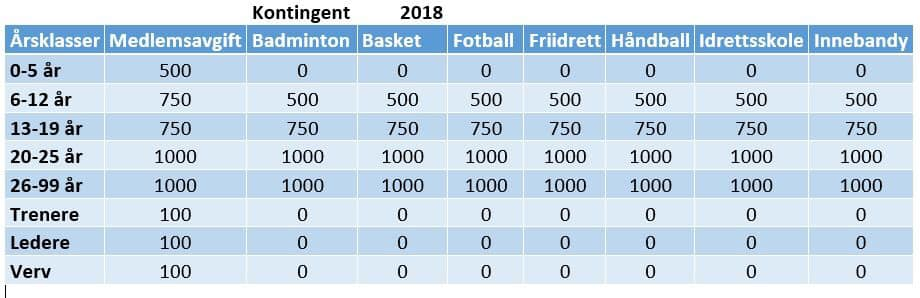 Kontingent 2018
Årsklasser Medlemsavgift Badminton Basket Fotball Friidrett Håndball Idrettsskole Innebandy
0-5 år 500 0 0 0 0 0 0 0
6-12 år 750 500 500 500 500 500 500 500
13-19 år 750 750 750 750 750 750 750 750
20-25 år 1000 1000 1000 1000 1000 1000 1000 1000
26-99 år 1000 1000 1000 1000 1000 1000 1000 1000
Trenere 100 0 0 0 0 0 0 0
Ledere 100 0 0 0 0 0 0 0
Verv 100 0 0 0 0 0 0 0